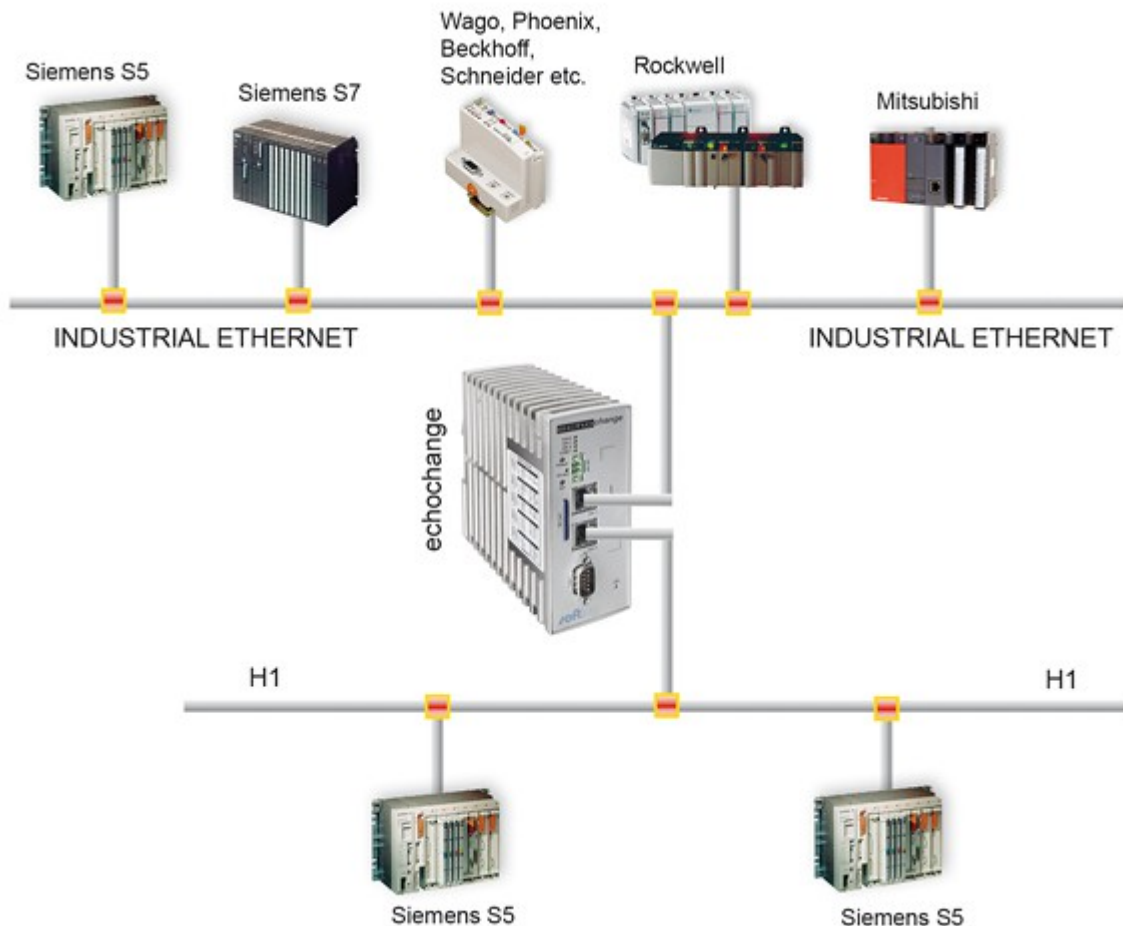 Siemens S5
Siemens S7
Wago, Phoenix,
Beckhoff,
Schneider etc.
Rockwell
Mitsubishi
INDUSTRIAL ETHERNET
INDUSTRIAL ETHERNET
echochange
change
H1
H1
Siemens S5
Siemens S5